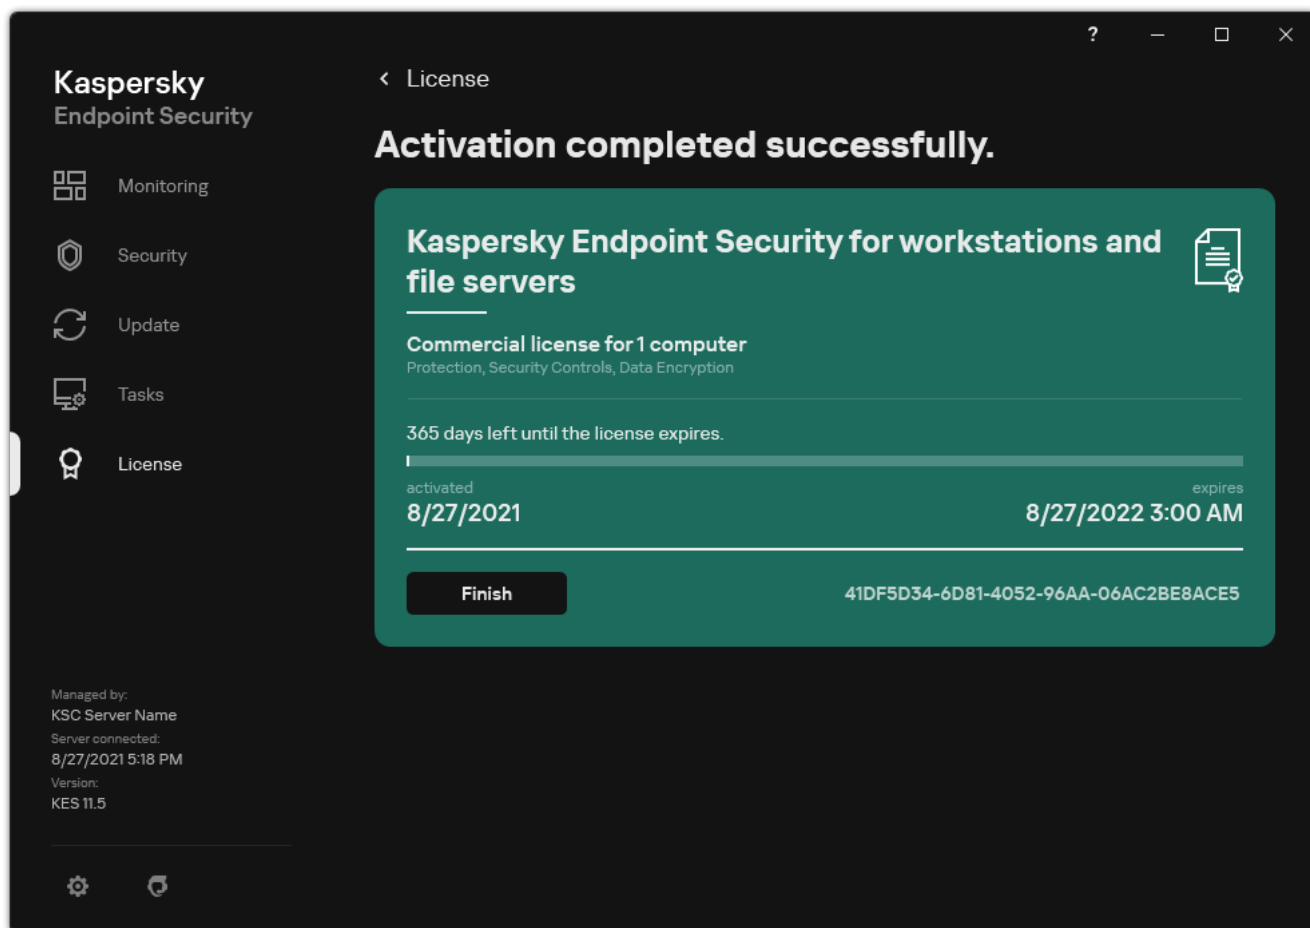 ?
Kaspersky
Endpoint Security
Monitoring
Security
Update
Tasks
License
Managed by:
KSC Server Name
Server connected:
8/27/2021 5:18 PM
Version:
KES 11.5
License
Activation completed successfully.
Kaspersky Endpoint Security for workstations and
file servers
Commercial license for 1 computer
Protection, Security Controls, Data Encryption
365 days left until the license expires.
activated
expires
8/27/2021
8/27/2022 3:00 AM
Finish
41DF5D34-6D81-4052-96AA-06AC2BE8ACE5